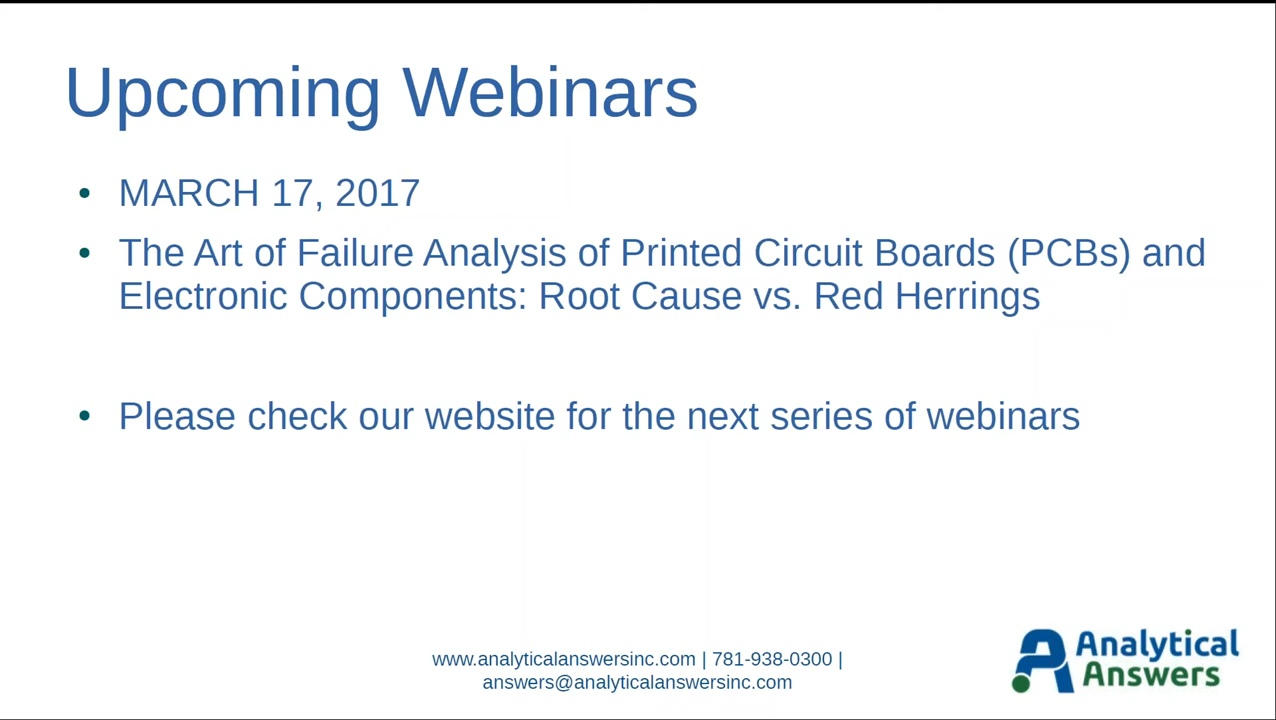 Upcoming Webinars
• MARCH 17, 2017
• The Art of Failure Analysis of Printed Circuit Boards (PCBs) and
Electronic Components: Root Cause vs. Red Herrings
• Please check our website for the next series of webinars
www.analyticalanswersinc.com | 781-938-0300 |
answers@analyticalanswersinc.com
Analytical
Answers